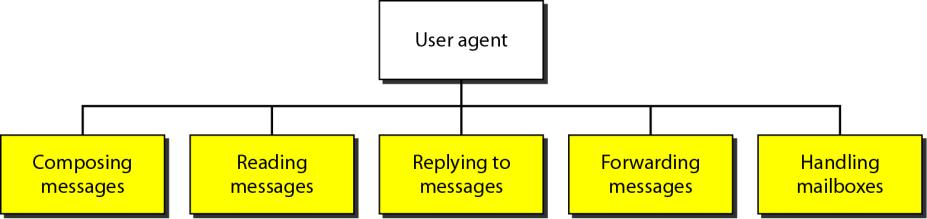 User agent
Composing
messages
Reading
messages
Replying to
messages
Forwarding
messages
Handling
mailboxes